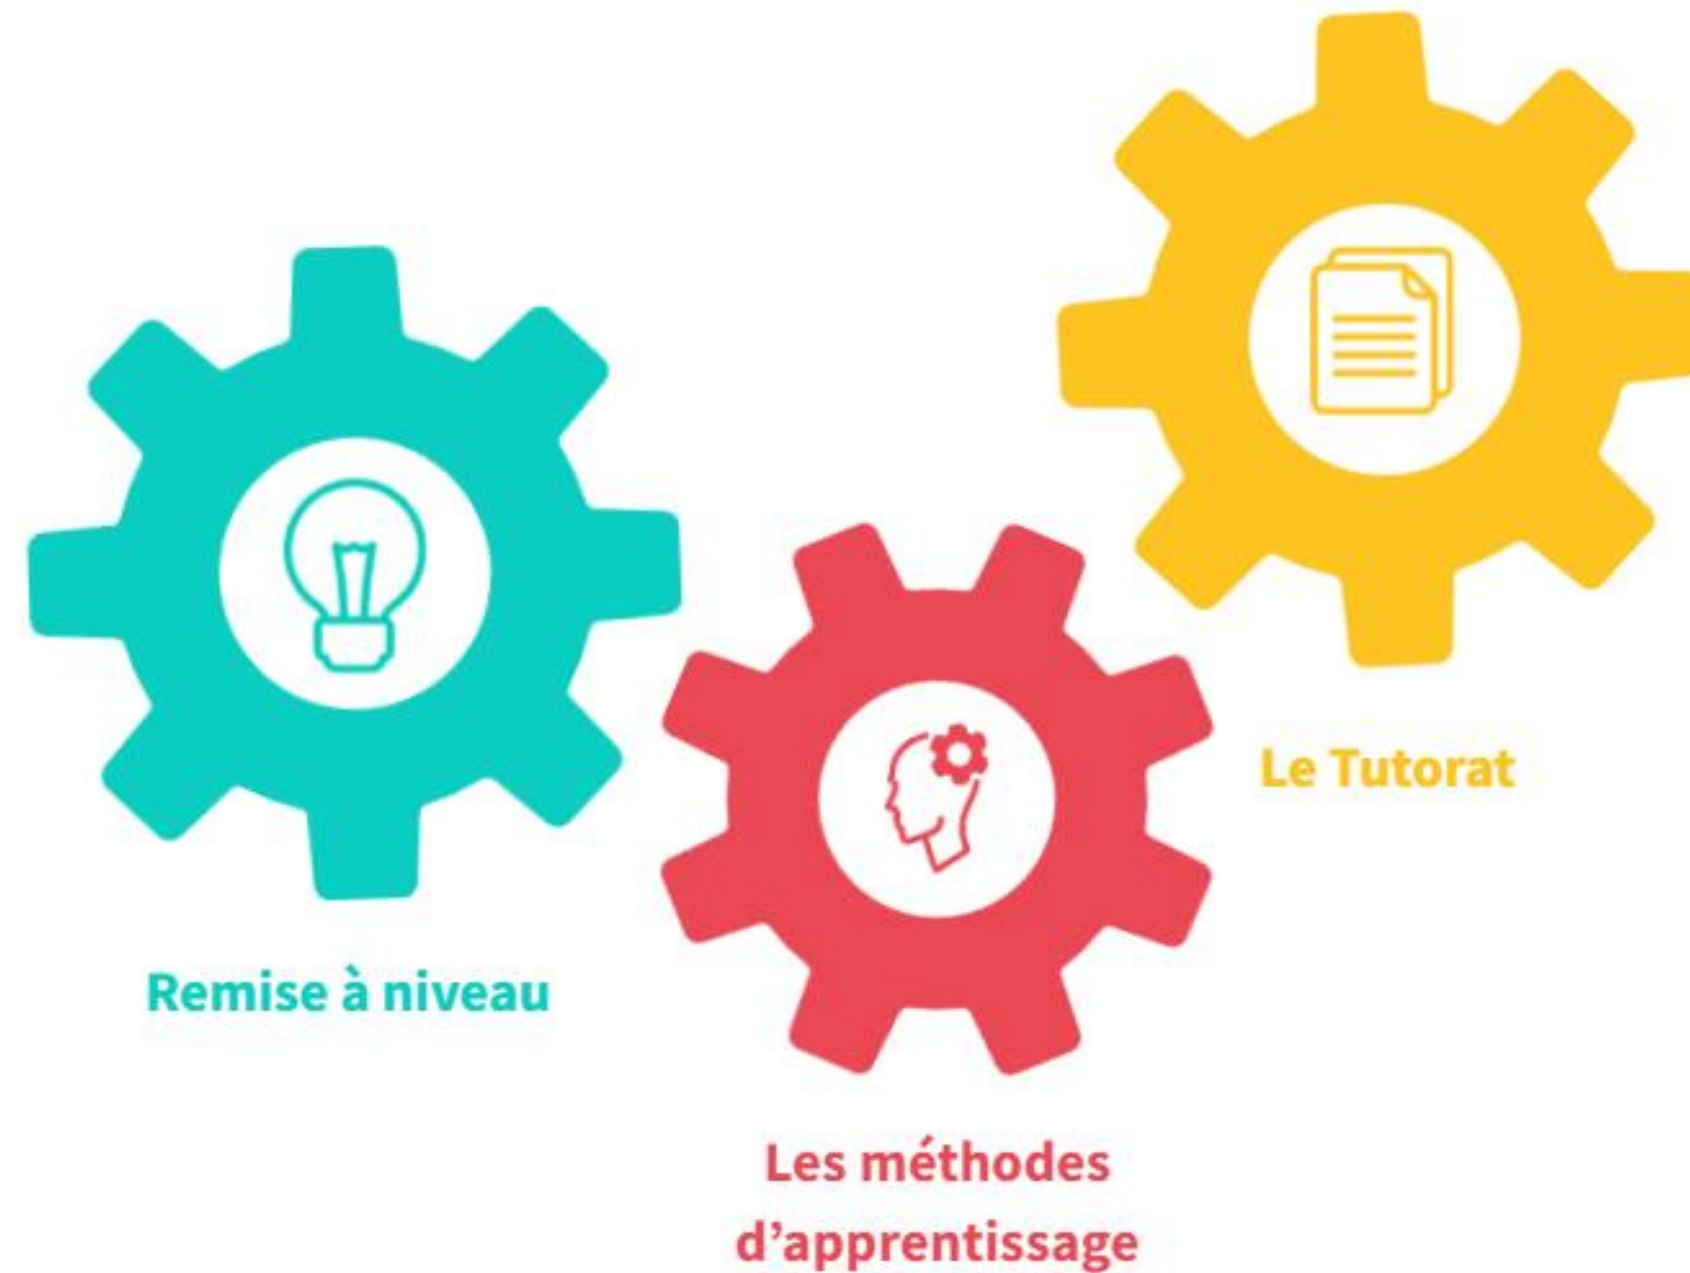 Remise à niveau
Les méthodes
d’apprentissage
Le Tutorat